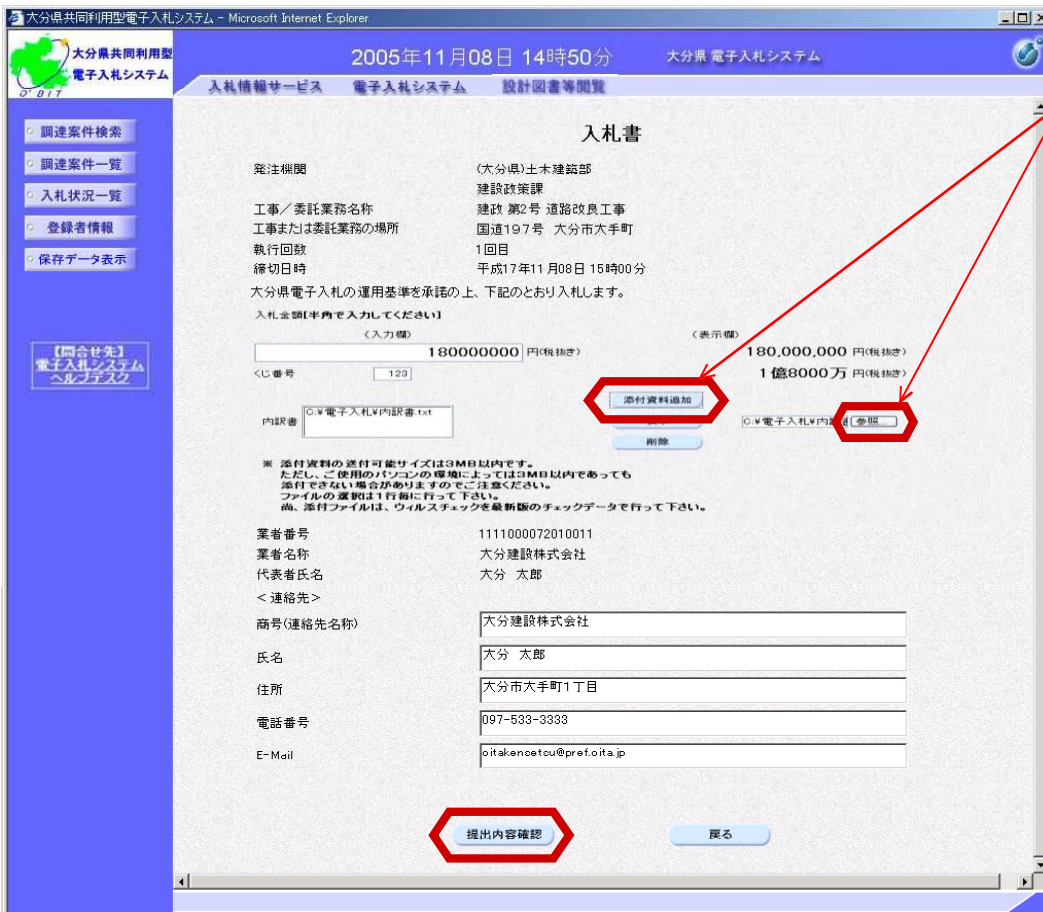 大分県共同利用型電子入札システム - Microsoft Internet Explorer
大分県共同利用型
電子入札システム
O'BIT
2005年11月08日 14時50分
大分県 電子入札システム
入札情報サービス 電子入札システム 設計図書等閲覧
調達案件検索
調達案件一覧
入札状況一覧
登録者情報
保存データ表示
【問合せ先】
電子入札システム
ヘルプデスク
入札書
発注機関 (大分県)土木建築部
建設政策課
工事/委託業務名称 建政 第2号 道路改良工事
工事または委託業務の場所 国道197号 大分市大手町
執行回数 1回目
締切日時 平成17年11月08日 15時00分
大分県電子入札の運用基準を承諾の上、下記のとおり入札します。
入札金額[半角で入力してください]
(入力欄) (表示欄)
180000000 円(税抜き) 180,000,000 円(税抜き)
くじ番号 123 1億8000万 円(税抜き)
添付資料追加
内訳書 C:¥電子入札¥内訳書.txt C:¥電子入札¥内訳 参照...
削除
※ 添付資料の送付可能サイズは3MB以内です。
ただし、ご使用のパソコンの環境によっては3MB以内であっても
添付できない場合がありますのでご注意ください。
ファイルの選択は1行毎に行って下さい。
尚、添付ファイルは、ウィルスチェックを最新版のチェックデータで行って下さい。
業者番号 1111000072010011
業者名称 大分建設株式会社
代表者氏名 大分 太郎
<連絡先>
商号(連絡先名称) 大分建設株式会社
氏名 大分 太郎
住所 大分市大手町1丁目
電話番号 097-533-3333
E-Mail oitakensetsu@pref.oita.jp
提出内容確認 戻る